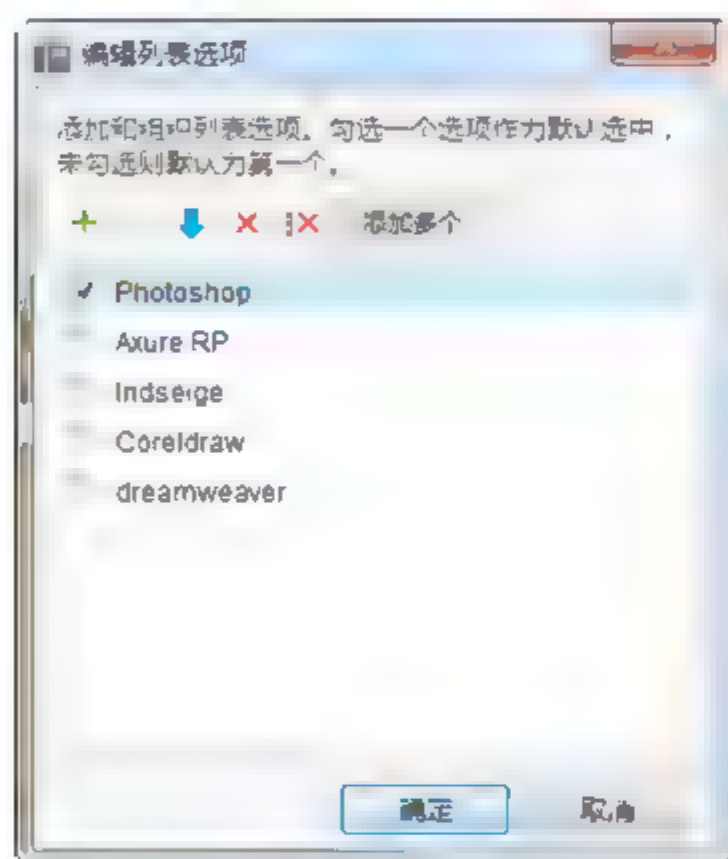 编辑列表选项
添加和组织列表选项。勾选一个选项作为默认选中，
未勾选则默认为第一个。
添加多个
Photoshop
Axure RP
Indseige
Coreldraw
dreamweaver
确定 取消